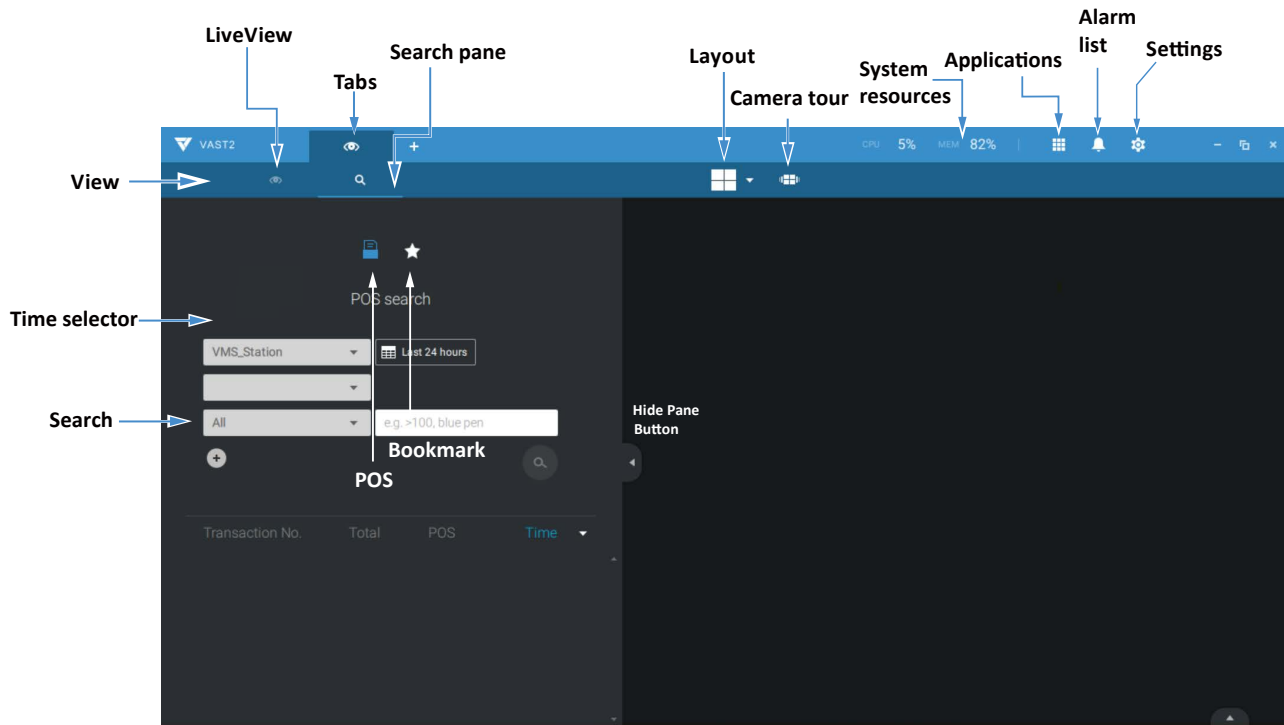 Alarm
list
LiveView
Search pane
Settings
Layout
Applications
System
resources
Tabs
Camera tour
VAST2
+
CPU 5% MEM 82%
View
POS search
Time selector
VMS_Station
Last 24 hours
Search
All
e.g. >100, blue pen
Hide Pane
Button
Bookmark
POS
Transaction No. Total POS Time